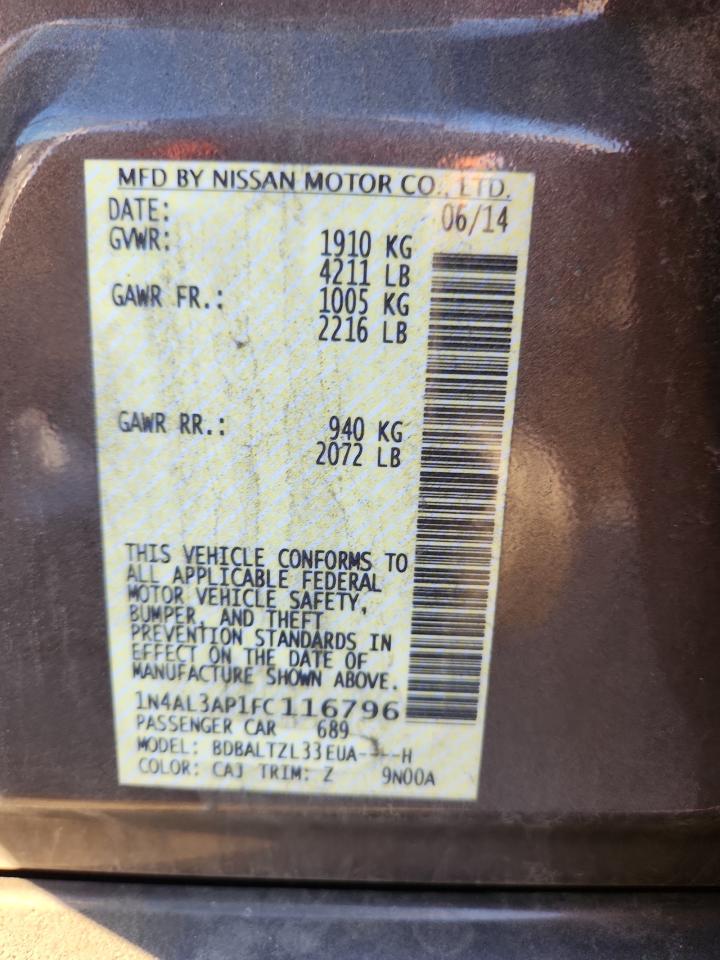 MFD BY NISSAN MOTOR CO., LTD.
DATE: 06/14
GVWR: 1910 KG
4211 LB
GAWR FR.: 1005 KG
2216 LB
GAWR RR.: 940 KG
2072 LB
THIS VEHICLE CONFORMS TO
ALL APPLICABLE FEDERAL
MOTOR VEHICLE SAFETY,
BUMPER, AND THEFT
PREVENTION STANDARDS IN
EFFECT ON THE DATE OF
MANUFACTURE SHOWN ABOVE.
1N4AL3AP1FC116796
PASSENGER CAR 689
MODEL: BDBALTZL33EUA-----H
COLOR: CAJ TRIM: Z 9N00A